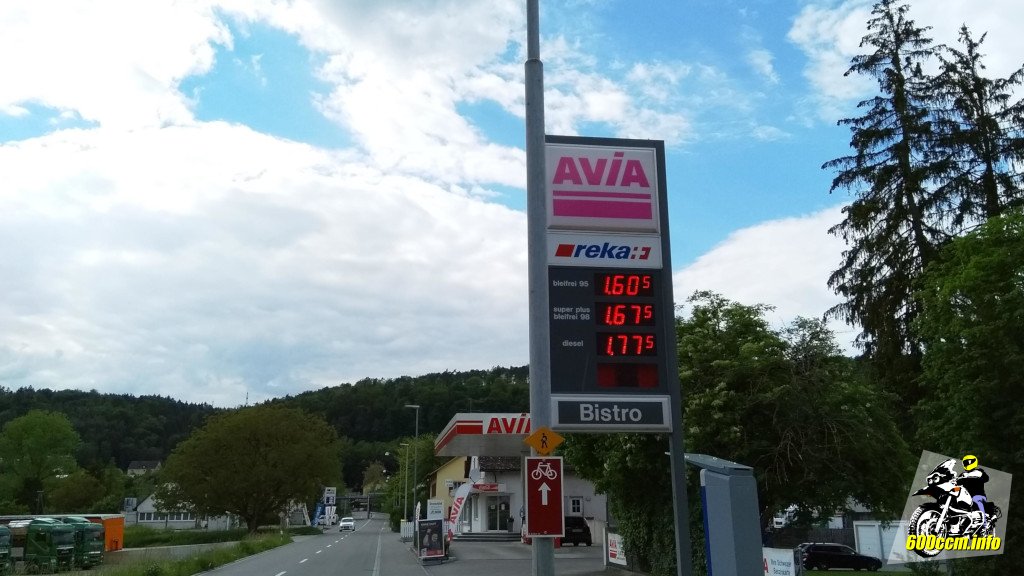 AVIA
reka
bleifrei 95 1.60⁵
super plus
bleifrei 98 1.67⁵
diesel 1.77⁵
Bistro
AVIA
AVIA
600ccm.info